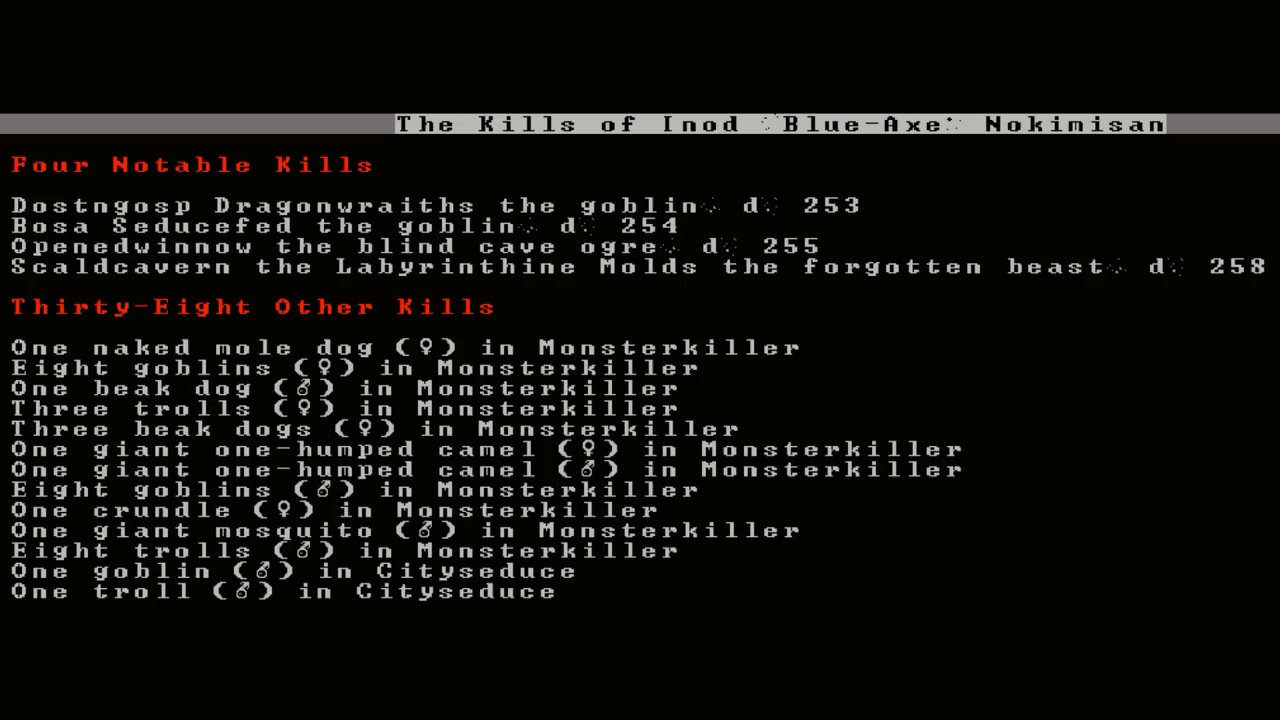 The Kills of Inod "Blue-Axe" Nokimisan
Four Notable Kills
Dostngosp Dragonwraiths the goblin, d. 253
Bosa Seducefed the goblin, d. 254
Openedwinnow the blind cave ogre, d. 255
Scaldcavern the Labyrinthine Molds the forgotten beast, d. 258
Thirty-Eight Other Kills
One naked mole dog (♀) in Monsterkiller
Eight goblins (♀) in Monsterkiller
One beak dog (♂) in Monsterkiller
Three trolls (♀) in Monsterkiller
Three beak dogs (♀) in Monsterkiller
One giant one-humped camel (♀) in Monsterkiller
One giant one-humped camel (♂) in Monsterkiller
Eight goblins (♂) in Monsterkiller
One crundle (♀) in Monsterkiller
One giant mosquito (♂) in Monsterkiller
Eight trolls (♂) in Monsterkiller
One goblin (♂) in Cityseduce
One troll (♂) in Cityseduce